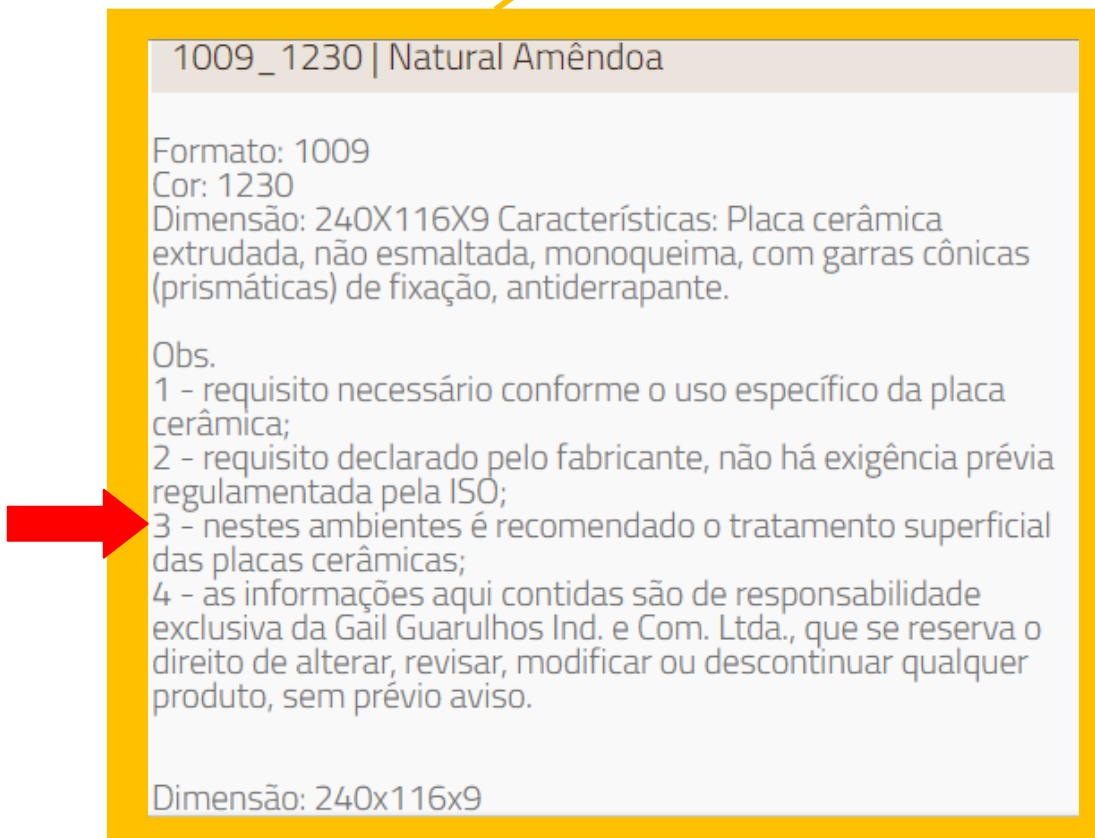 1009_1230 | Natural Amêndoa
Formato: 1009
Cor: 1230
Dimensão: 240X116X9 Características: Placa cerâmica
extrudada, não esmaltada, monoqueima, com garras cônicas
(prismáticas) de fixação, antiderrapante.
Obs.
1 - requisito necessário conforme o uso específico da placa
cerâmica;
2 - requisito declarado pelo fabricante, não há exigência prévia
regulamentada pela ISO;
3 - nestes ambientes é recomendado o tratamento superficial
das placas cerâmicas;
4 - as informações aqui contidas são de responsabilidade
exclusiva da Gail Guarulhos Ind. e Com. Ltda., que se reserva o
direito de alterar, revisar, modificar ou descontinuar qualquer
produto, sem prévio aviso.
Dimensão: 240x116x9